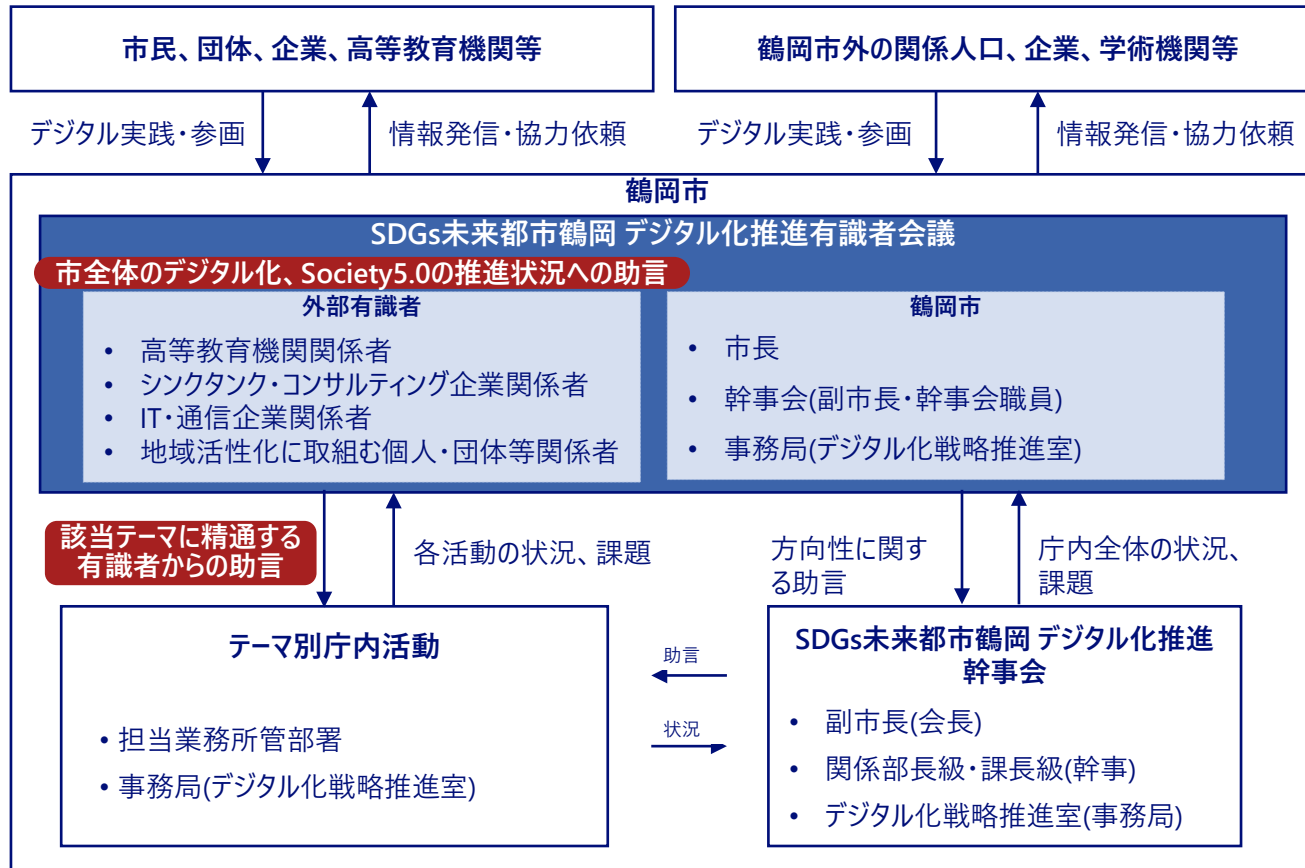 市民、団体、企業、高等教育機関等
鶴岡市外の関係人口、企業、学術機関等
デジタル実践・参画
情報発信・協力依頼
デジタル実践・参画
情報発信・協力依頼
鶴岡市
SDGs未来都市鶴岡 デジタル化推進有識者会議
市全体のデジタル化、Society5.0の推進状況への助言
外部有識者
• 高等教育機関関係者
• シンクタンク・コンサルティング企業関係者
• IT・通信企業関係者
• 地域活性化に取組む個人・団体等関係者
鶴岡市
• 市長
• 幹事会(副市長・幹事会職員)
• 事務局(デジタル化戦略推進室)
該当テーマに精通する
有識者からの助言
各活動の状況、課題
方向性に関す
る助言
庁内全体の状況、
課題
テーマ別庁内活動
• 担当業務所管部署
• 事務局(デジタル化戦略推進室)
助言
状況
SDGs未来都市鶴岡 デジタル化推進
幹事会
• 副市長(会長)
• 関係部長級・課長級(幹事)
• デジタル化戦略推進室(事務局)